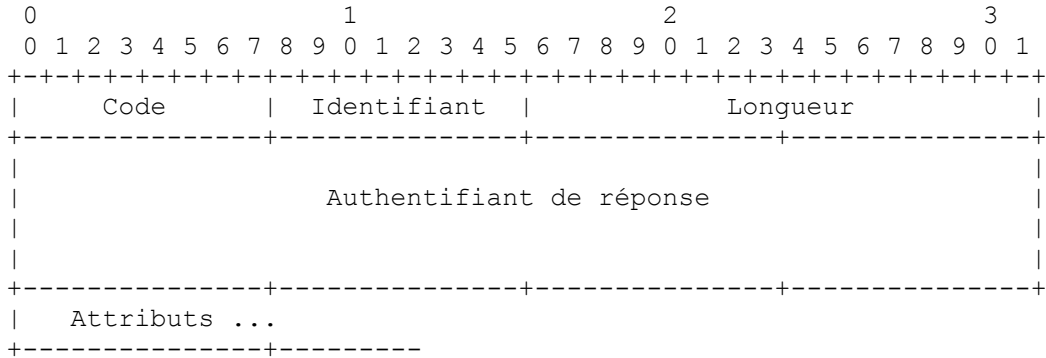 0                   1                   2                   3
 0 1 2 3 4 5 6 7 8 9 0 1 2 3 4 5 6 7 8 9 0 1 2 3 4 5 6 7 8 9 0 1
+-+-+-+-+-+-+-+-+-+-+-+-+-+-+-+-+-+-+-+-+-+-+-+-+-+-+-+-+-+-+-+-+
|     Code      |  Identifiant  |            Longueur           |
+---------------+---------------+---------------+---------------+
|                                                               |
|                   Authentifiant de réponse                    |
|                                                               |
|                                                               |
+---------------+---------------+---------------+---------------+
|   Attributs ...
+---------------+---------